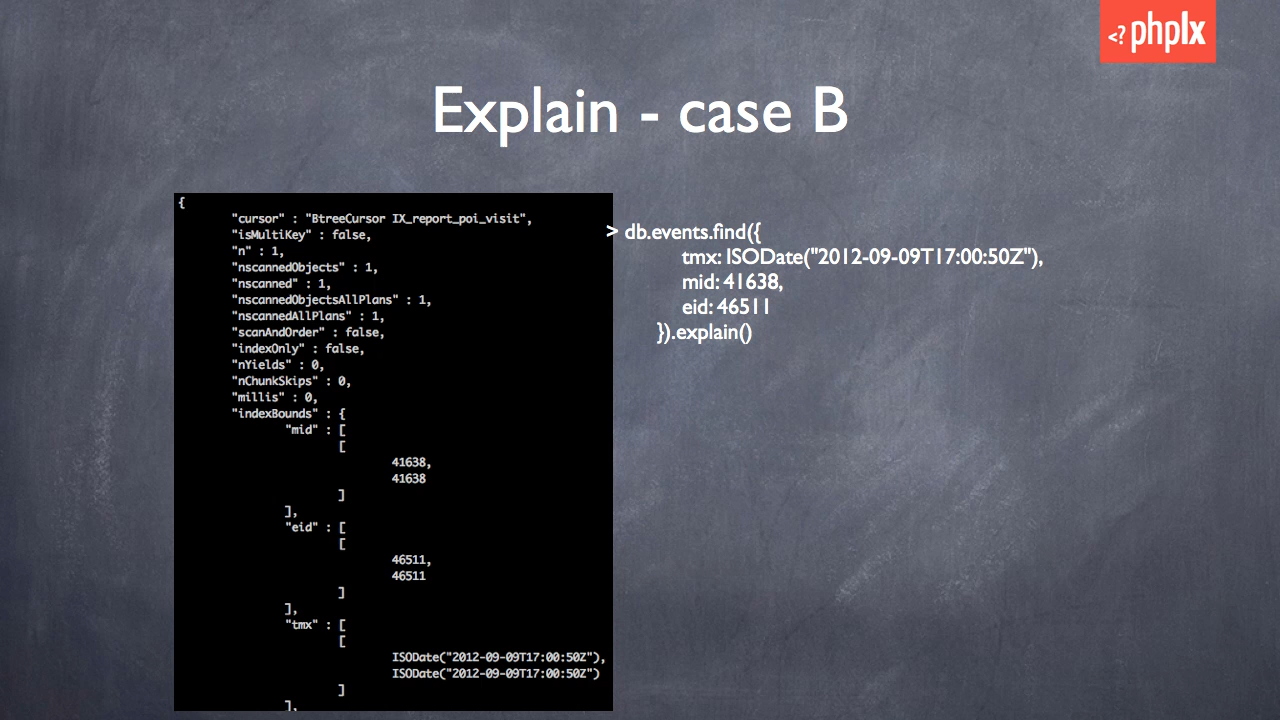 <? phplx
Explain - case B
{
"cursor" : "BtreeCursor IX_report_poi_visit",
"isMultiKey" : false,
"n" : 1,
"nscannedObjects" : 1,
"nscanned" : 1,
"nscannedObjectsAllPlans" : 1,
"nscannedAllPlans" : 1,
"scanAndOrder" : false,
"indexOnly" : false,
"nYields" : 0,
"nChunkSkips" : 0,
"millis" : 0,
"indexBounds" : {
"mid" : [
[
41638,
41638
]
],
"eid" : [
[
46511,
46511
]
],
"tmx" : [
[
ISODate("2012-09-09T17:00:50Z"),
ISODate("2012-09-09T17:00:50Z")
]
],
> db.events.find({
tmx: ISODate("2012-09-09T17:00:50Z"),
mid: 41638,
eid: 46511
}).explain()